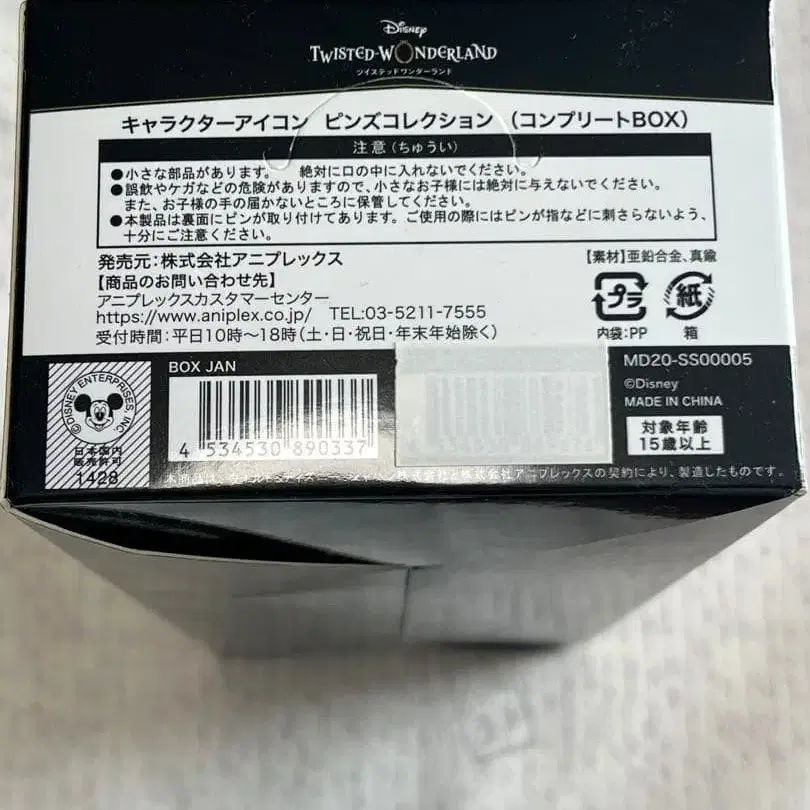 Disney
TWISTED-WONDERLAND
ツイステッドワンダーランド
キャラクターアイコン ピンズコレクション (コンプリートBOX)
注意(ちゅうい)
●小さな部品があります。 絶対に口の中に入れないでください。
●誤飲やケガなどの危険がありますので、小さなお子様には絶対に与えないでください。
また、お子様の手の届かないところに保管してください。
●本製品は裏面にピンが取り付けてあります。ご使用の際にはピンが指などに刺さらないよう、
十分にご注意ください。
発売元:株式会社アニプレックス
【商品のお問い合わせ先】
アニプレックスカスタマーセンター
https://www.aniplex.co.jp/ TEL:03-5211-7555
受付時間:平日10時〜18時(土・日・祝日・年末年始除く)
【素材】亜鉛合金、真鍮
プラ
紙
内袋:PP
箱
©DISNEY ENTERPRISES, INC.
日本国内
販売許可
1428
BOX JAN
4 534530 890337
MD20-SS00005
©Disney
MADE IN CHINA
対象年齢
15歳以上
株式会社アニプレックスの契約により、製造したものです。